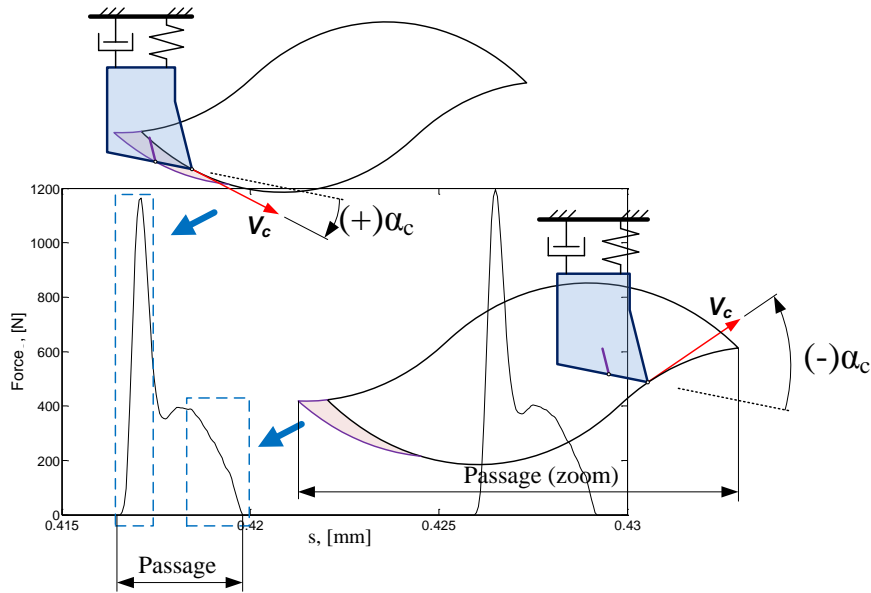 1200
1000
800
600
400
200
0
Force , [N]
0.415
0.42
0.425
0.43
s, [mm]
V_c
(+)α_c
V_c
(-)α_c
Passage (zoom)
Passage